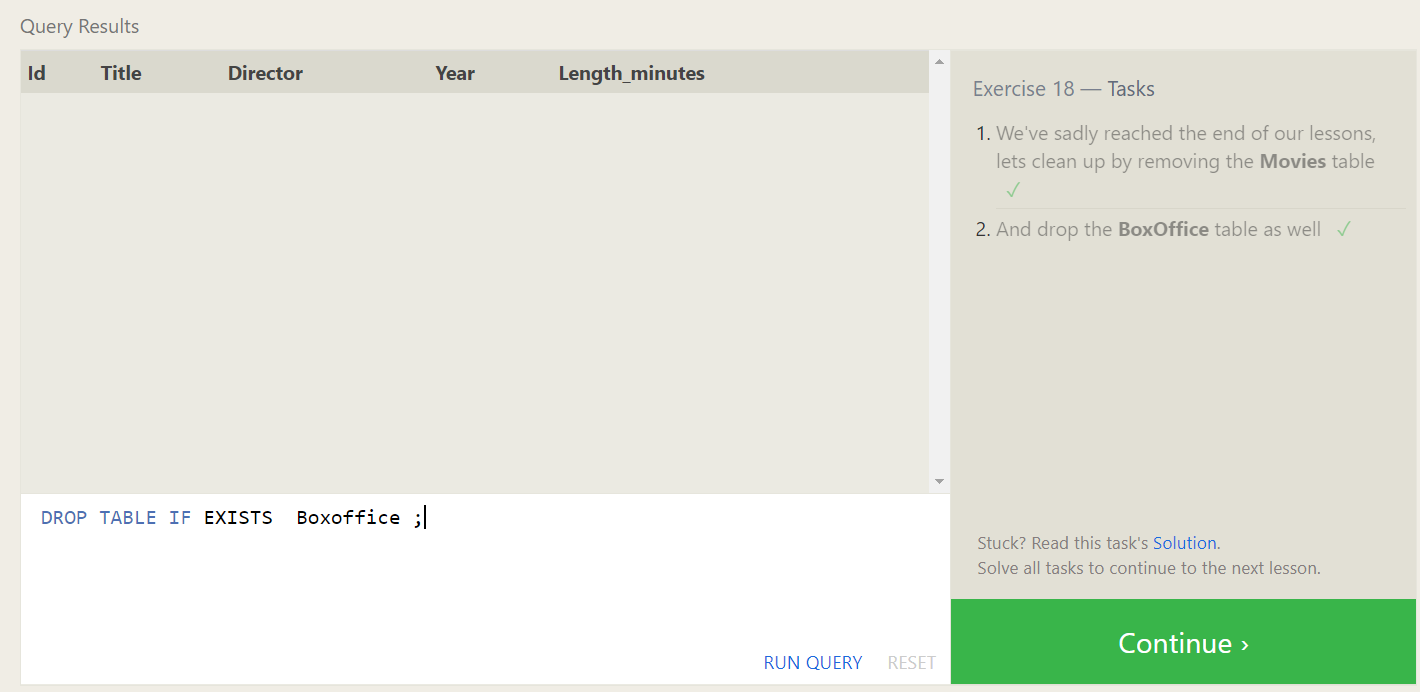 Query Results
Id Title Director Year Length_minutes
DROP TABLE IF EXISTS  Boxoffice ;
RUN QUERY RESET
Exercise 18 — Tasks
1. We've sadly reached the end of our lessons,
lets clean up by removing the Movies table
✓
2. And drop the BoxOffice table as well ✓
Stuck? Read this task's Solution.
Solve all tasks to continue to the next lesson.
Continue ›